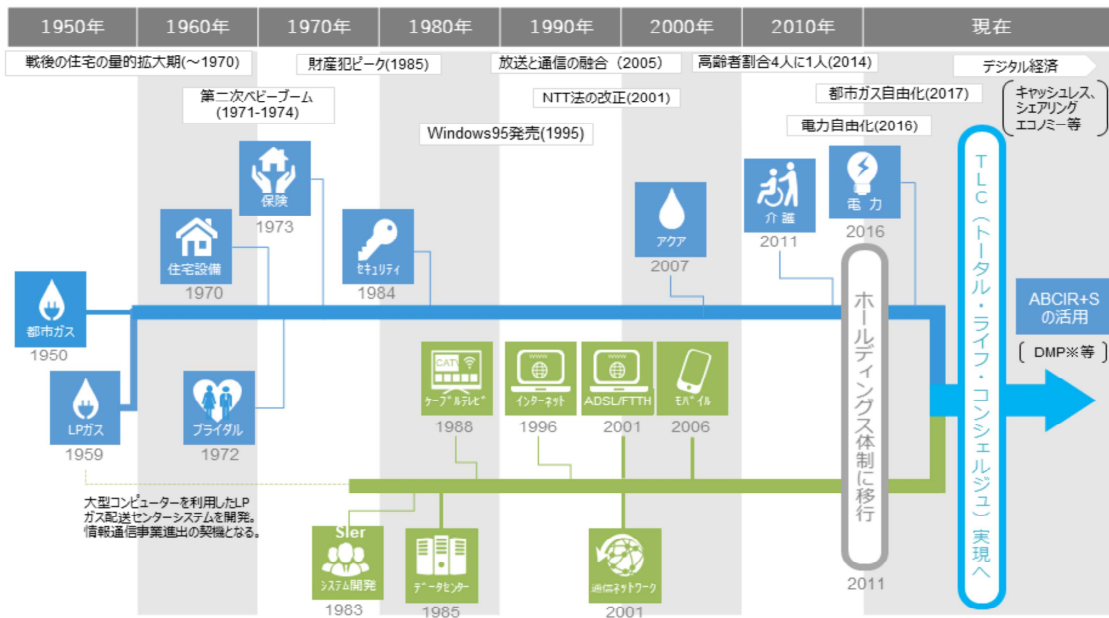 1950年
1960年
1970年
1980年
1990年
2000年
2010年
現在
戦後の住宅の量的拡大期(～1970)
財産犯ピーク(1985)
放送と通信の融合（2005）
高齢者割合4人に1人(2014)
デジタル経済
第二次ベビーブーム
(1971-1974)
NTT法の改正(2001)
都市ガス自由化(2017)
キャッシュレス、
シェアリング
エコノミー等
Windows95発売(1995)
電力自由化(2016)
保険
1973
住宅設備
1970
セキュリティ
1984
アクア
2007
介護
2011
電力
2016
都市ガス
1950
LPガス
1959
ブライダル
1972
CATV
ケーブルテレビ
1988
WWW
インターネット
1996
WWW
ADSL/FTTH
2001
モバイル
2006
ホールディングス体制に移行
2011
TLC（トータル・ライフ・コンシェルジュ）実現へ
ABCIR+S
の活用
DMP※等
大型コンピューターを利用したLP
ガス配送センターシステムを開発。
情報通信事業進出の契機となる。
SIer
システム開発
1983
データセンター
1985
通信ネットワーク
2001